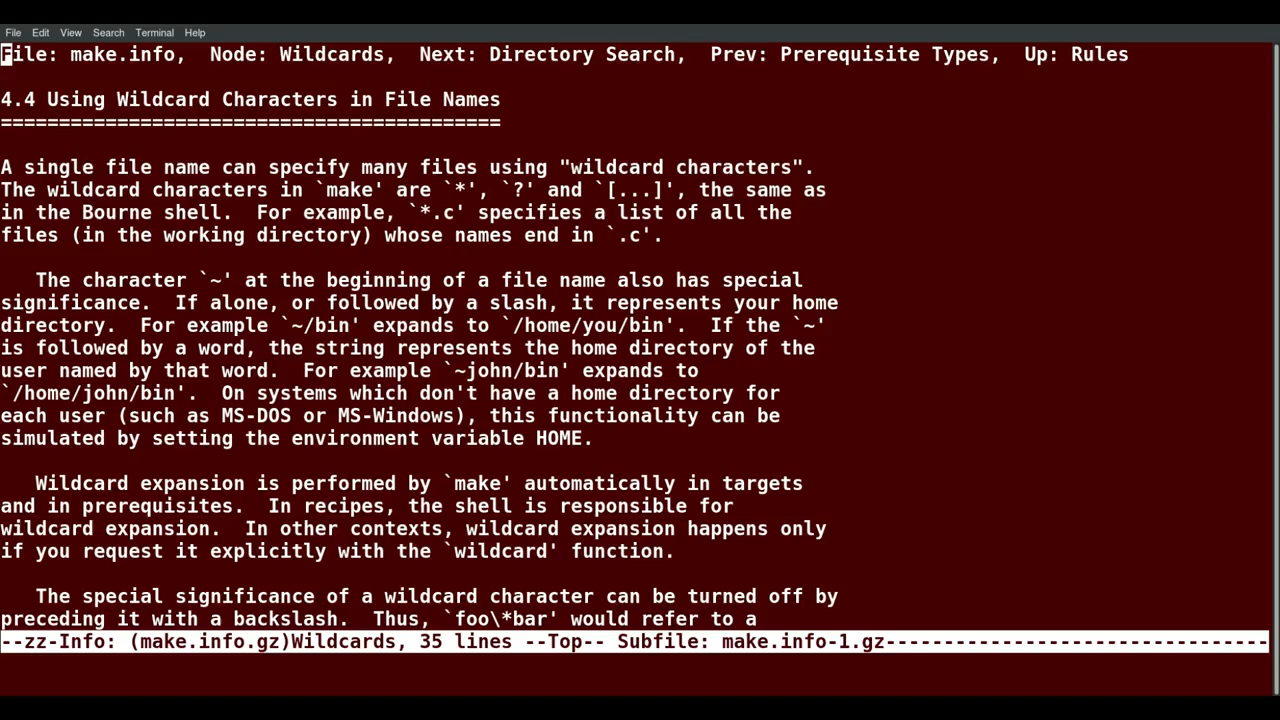 File Edit View Search Terminal Help
File: make.info,  Node: Wildcards,  Next: Directory Search,  Prev: Prerequisite Types,  Up: Rules
4.4 Using Wildcard Characters in File Names
===========================================
A single file name can specify many files using "wildcard characters".
The wildcard characters in `make' are `*', `?' and `[...]', the same as
in the Bourne shell.  For example, `*.c' specifies a list of all the
files (in the working directory) whose names end in `.c'.
   The character `~' at the beginning of a file name also has special
significance.  If alone, or followed by a slash, it represents your home
directory.  For example `~/bin' expands to `/home/you/bin'.  If the `~'
is followed by a word, the string represents the home directory of the
user named by that word.  For example `~john/bin' expands to
`/home/john/bin'.  On systems which don't have a home directory for
each user (such as MS-DOS or MS-Windows), this functionality can be
simulated by setting the environment variable HOME.
   Wildcard expansion is performed by `make' automatically in targets
and in prerequisites.  In recipes, the shell is responsible for
wildcard expansion.  In other contexts, wildcard expansion happens only
if you request it explicitly with the `wildcard' function.
   The special significance of a wildcard character can be turned off by
preceding it with a backslash.  Thus, `foo\*bar' would refer to a
--zz-Info: (make.info.gz)Wildcards, 35 lines --Top-- Subfile: make.info-1.gz---------------------------------